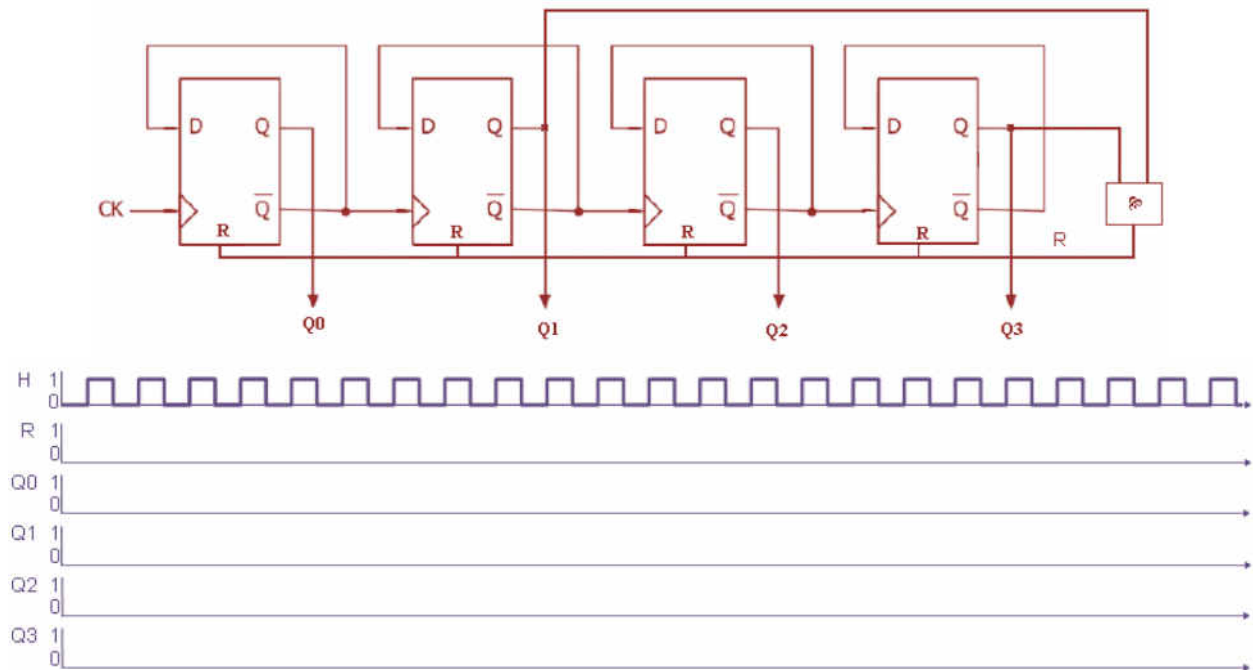 D Q D Q D Q D Q
CK Q Q Q Q &
R R R R R
Q0 Q1 Q2 Q3
H 1
0
R 1
0
Q0 1
0
Q1 1
0
Q2 1
0
Q3 1
0